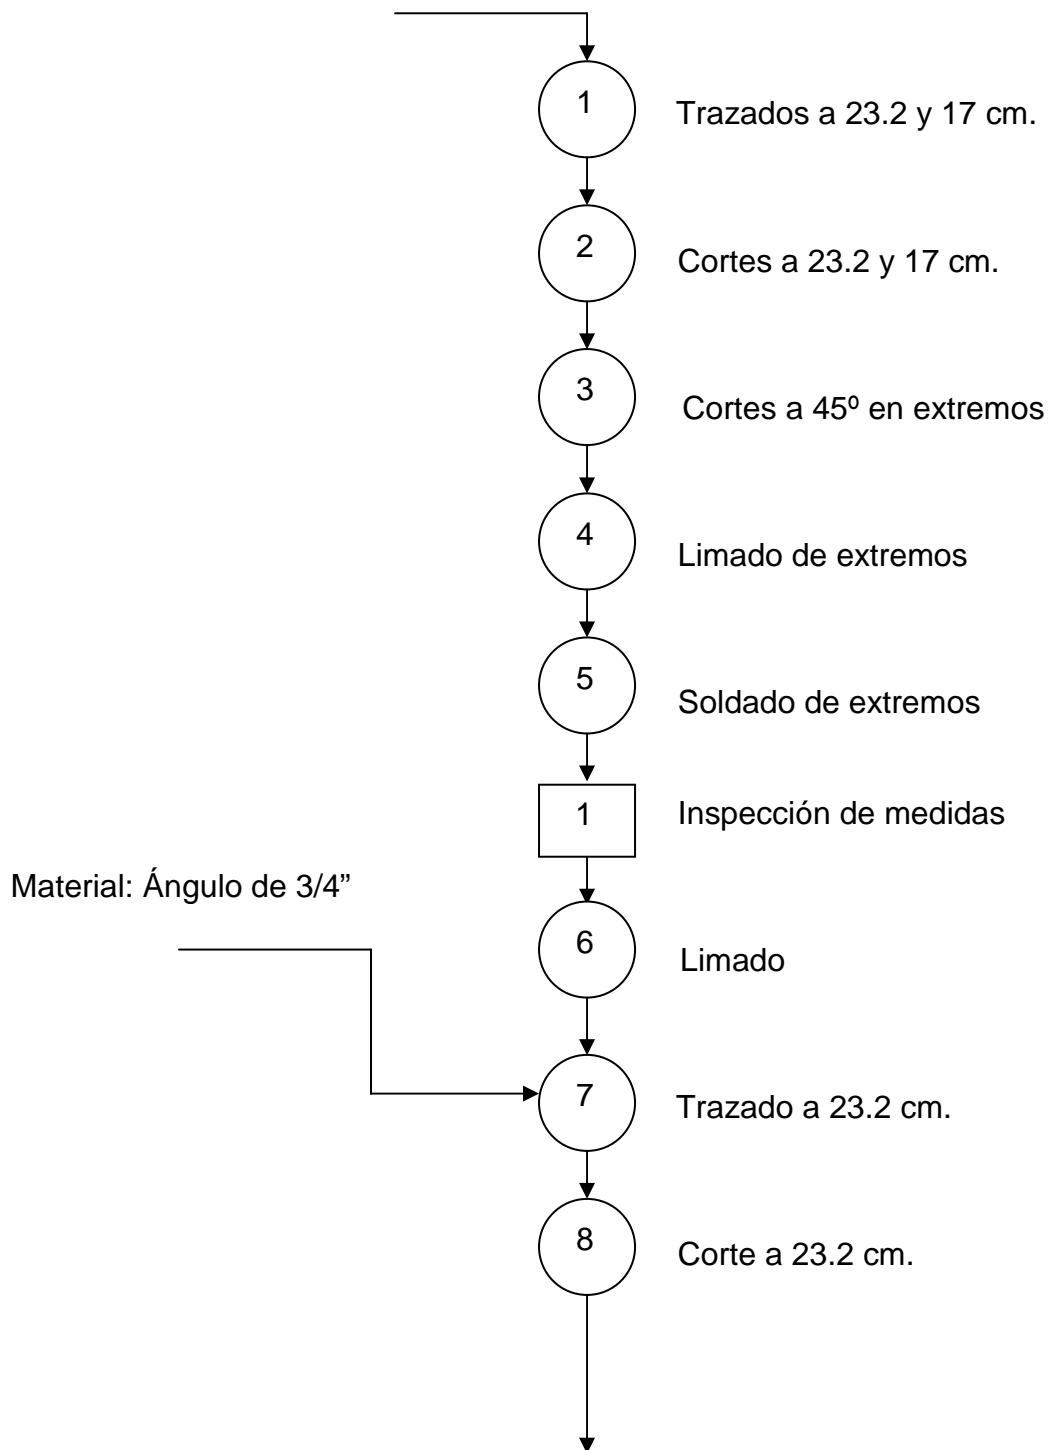 1
Trazados a 23.2 y 17 cm.
2
Cortes a 23.2 y 17 cm.
3
Cortes a 45º en extremos
4
Limado de extremos
5
Soldado de extremos
1
Inspección de medidas
Material: Ángulo de 3/4”
6
Limado
7
Trazado a 23.2 cm.
8
Corte a 23.2 cm.